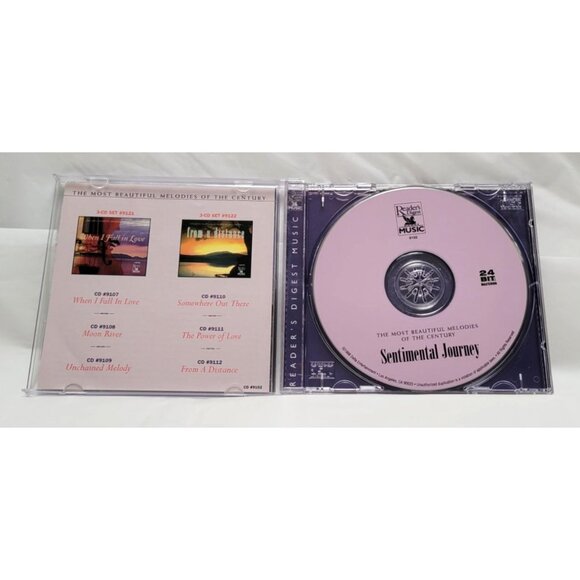 THE MOST BEAUTIFUL MELODIES OF THE CENTURY
3-CD SET #9121
When I Fall in Love
CD #9107
When I Fall In Love
CD #9108
Moon River
CD #9109
Unchained Melody
3-CD SET #9122
from a distance
CD #9110
Somewhere Out There
CD #9111
The Power of Love
CD #9112
From A Distance
CD #9102
MUSIC
READER'S DIGEST MUSIC
Reader's
Digest
MUSIC
24
BIT
THE MOST BEAUTIFUL MELODIES
OF THE CENTURY
Sentimental Journey